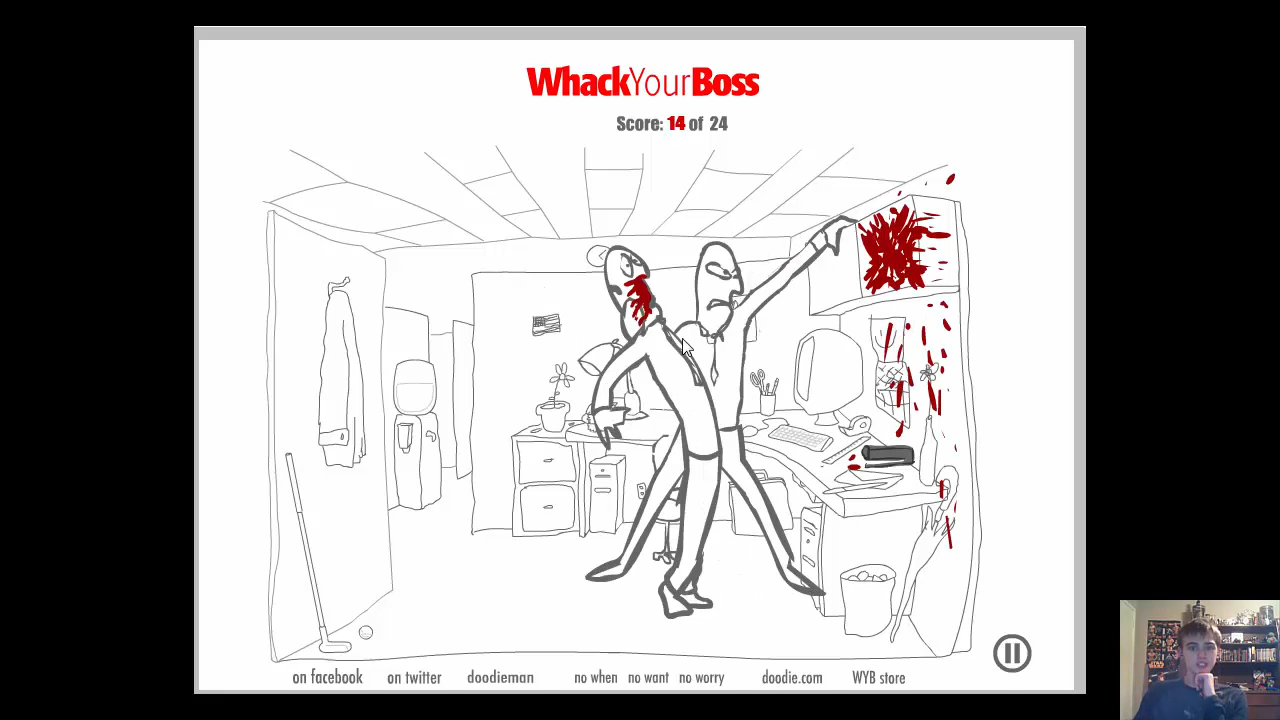 WhackYourBoss
Score: 14 of 24
on facebook on twitter doodieman no when no want no worry doodie.com WYB store